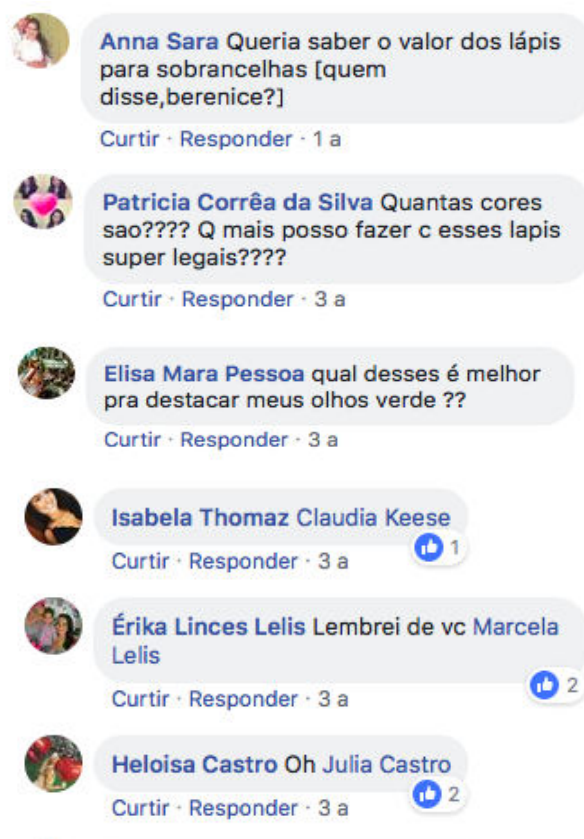 Anna Sara Queria saber o valor dos lápis
para sobrancelhas [quem
disse,berenice?]
Curtir · Responder · 1 a
Patricia Corrêa da Silva Quantas cores
sao???? Q mais posso fazer c esses lapis
super legais????
Curtir · Responder · 3 a
Elisa Mara Pessoa qual desses é melhor
pra destacar meus olhos verde ??
Curtir · Responder · 3 a
Isabela Thomaz Claudia Keese
1
Curtir · Responder · 3 a
Érika Linces Lelis Lembrei de vc Marcela
Lelis
2
Curtir · Responder · 3 a
Heloisa Castro Oh Julia Castro
2
Curtir · Responder · 3 a